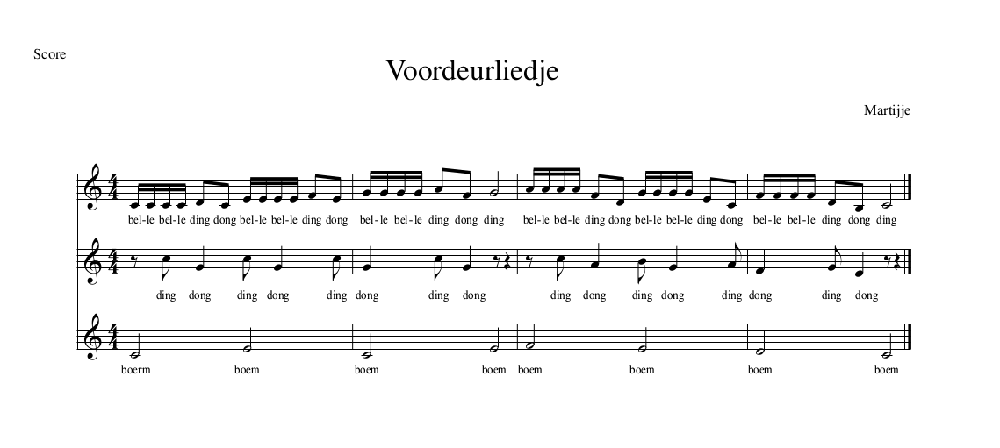 Score
Voordeurliedje
Martijje
bel-le bel-le ding dong bel-le bel-le ding dong bel-le bel-le ding dong ding bel-le bel-le ding dong bel-le bel-le ding dong bel-le bel-le ding dong ding
ding dong ding dong ding dong ding dong ding dong ding dong ding dong ding dong
boerm boem boem boem boem boem boem boem